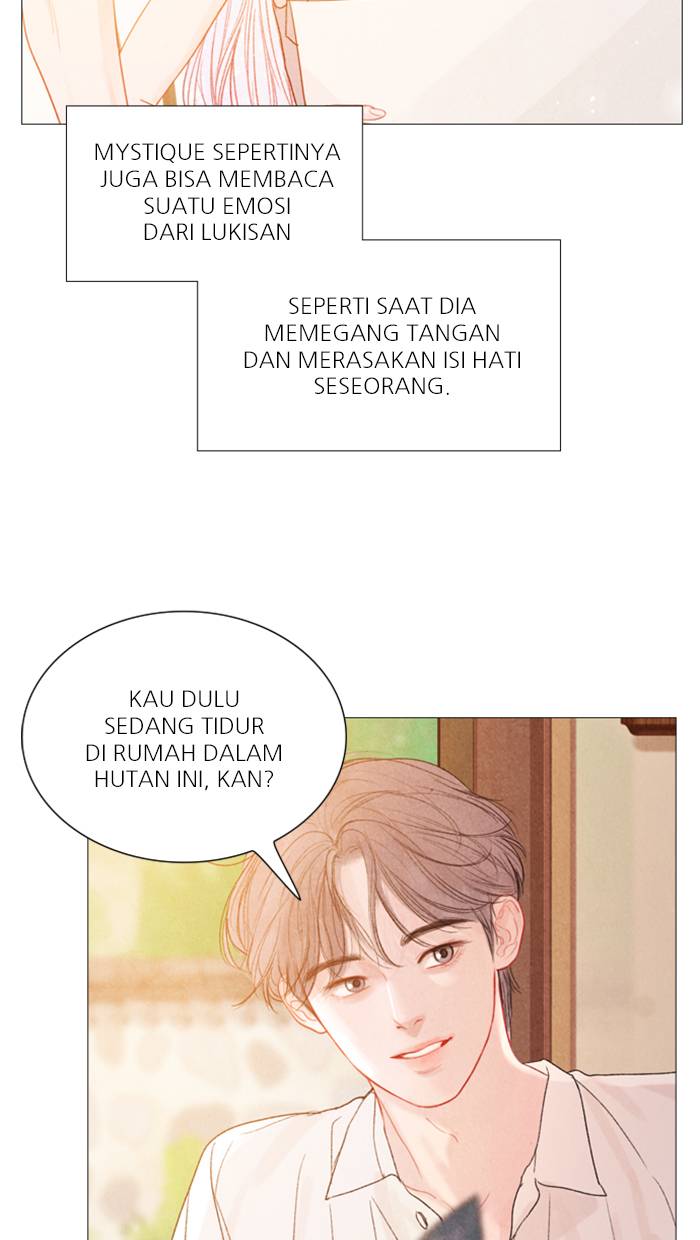 MYSTIQUE SEPERTINYA
JUGA BISA MEMBACA
SUATU EMOSI
DARI LUKISAN
SEPERTI SAAT DIA
MEMEGANG TANGAN
DAN MERASAKAN ISI HATI
SESEORANG.
KAU DULU
SEDANG TIDUR
DI RUMAH DALAM
HUTAN INI, KAN?